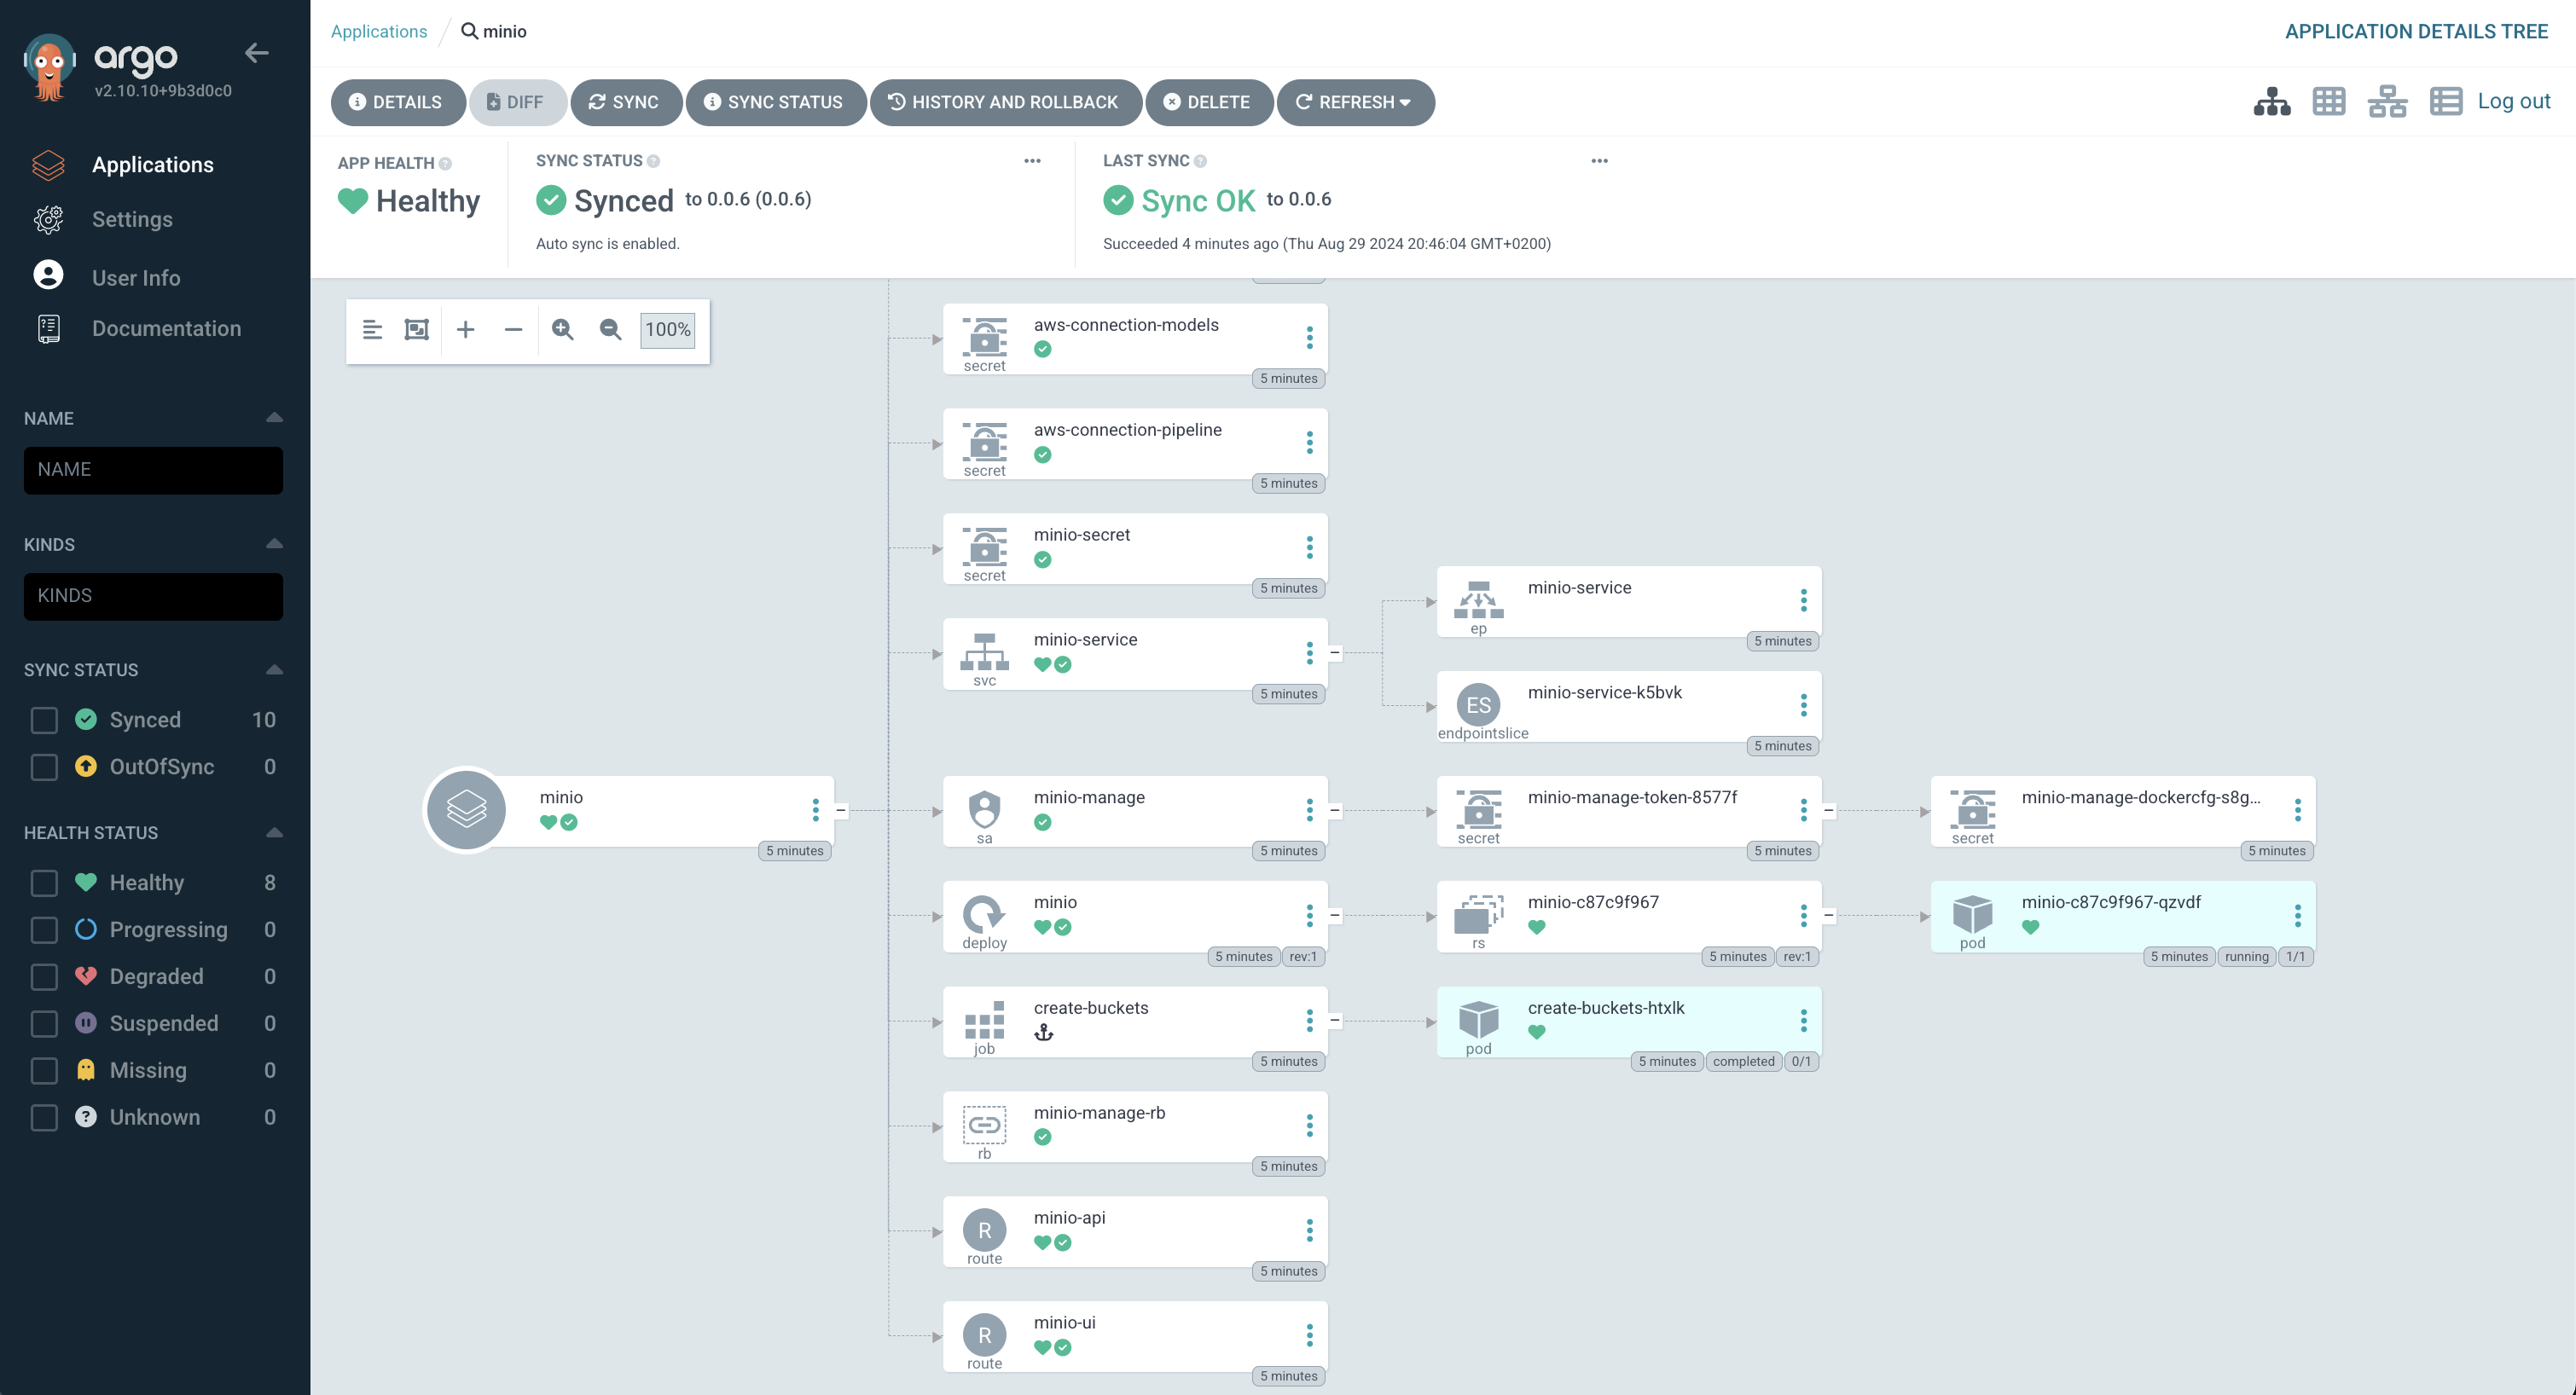 argo
v2.10.10+9b3d0c0
Applications
Settings
User Info
Documentation
NAME
NAME
KINDS
KINDS
SYNC STATUS
Synced 10
OutOfSync 0
HEALTH STATUS
Healthy 8
Progressing 0
Degraded 0
Suspended 0
Missing 0
Unknown 0
Applications / minio
APPLICATION DETAILS TREE
DETAILS DIFF SYNC SYNC STATUS HISTORY AND ROLLBACK DELETE REFRESH
Log out
APP HEALTH
Healthy
SYNC STATUS
Synced to 0.0.6 (0.0.6)
Auto sync is enabled.
LAST SYNC
Sync OK to 0.0.6
Succeeded 4 minutes ago (Thu Aug 29 2024 20:46:04 GMT+0200)
100%
minio
5 minutes
aws-connection-models
secret
5 minutes
aws-connection-pipeline
secret
5 minutes
minio-secret
secret
5 minutes
minio-service
svc
5 minutes
minio-service
ep
5 minutes
ES
minio-service-k5bvk
endpointslice
5 minutes
minio-manage
sa
5 minutes
minio-manage-token-8577f
secret
5 minutes
minio-manage-dockercfg-s8g...
secret
5 minutes
minio
deploy
5 minutes rev:1
minio-c87c9f967
rs
5 minutes rev:1
minio-c87c9f967-qzvdf
pod
5 minutes running 1/1
create-buckets
job
5 minutes
create-buckets-htxlk
pod
5 minutes completed 0/1
minio-manage-rb
rb
5 minutes
R
minio-api
route
5 minutes
R
minio-ui
route
5 minutes